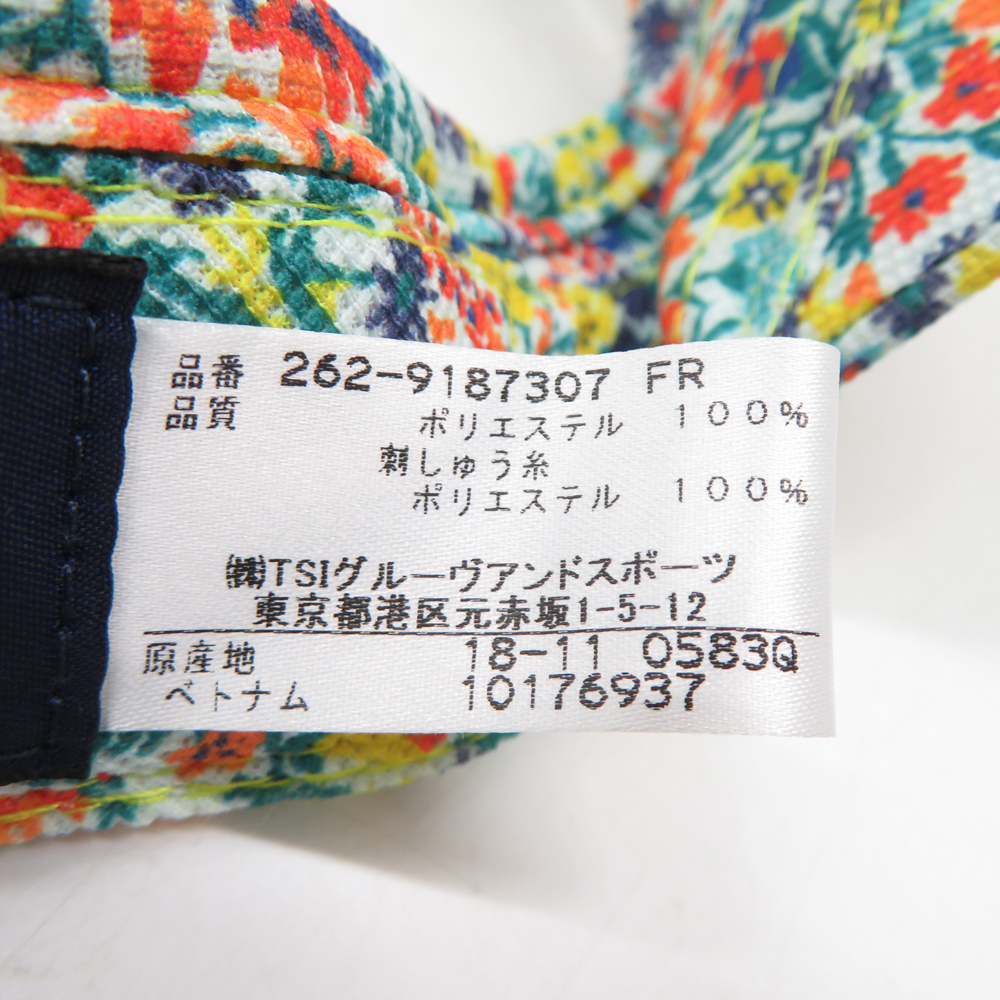 品番 262-9187307 FR
品質
ポリエステル 100%
刺しゅう糸
ポリエステル 100%
㈱TSIグルーヴアンドスポーツ
東京都港区元赤坂1-5-12
原産地 18-11 0583Q
ベトナム 10176937